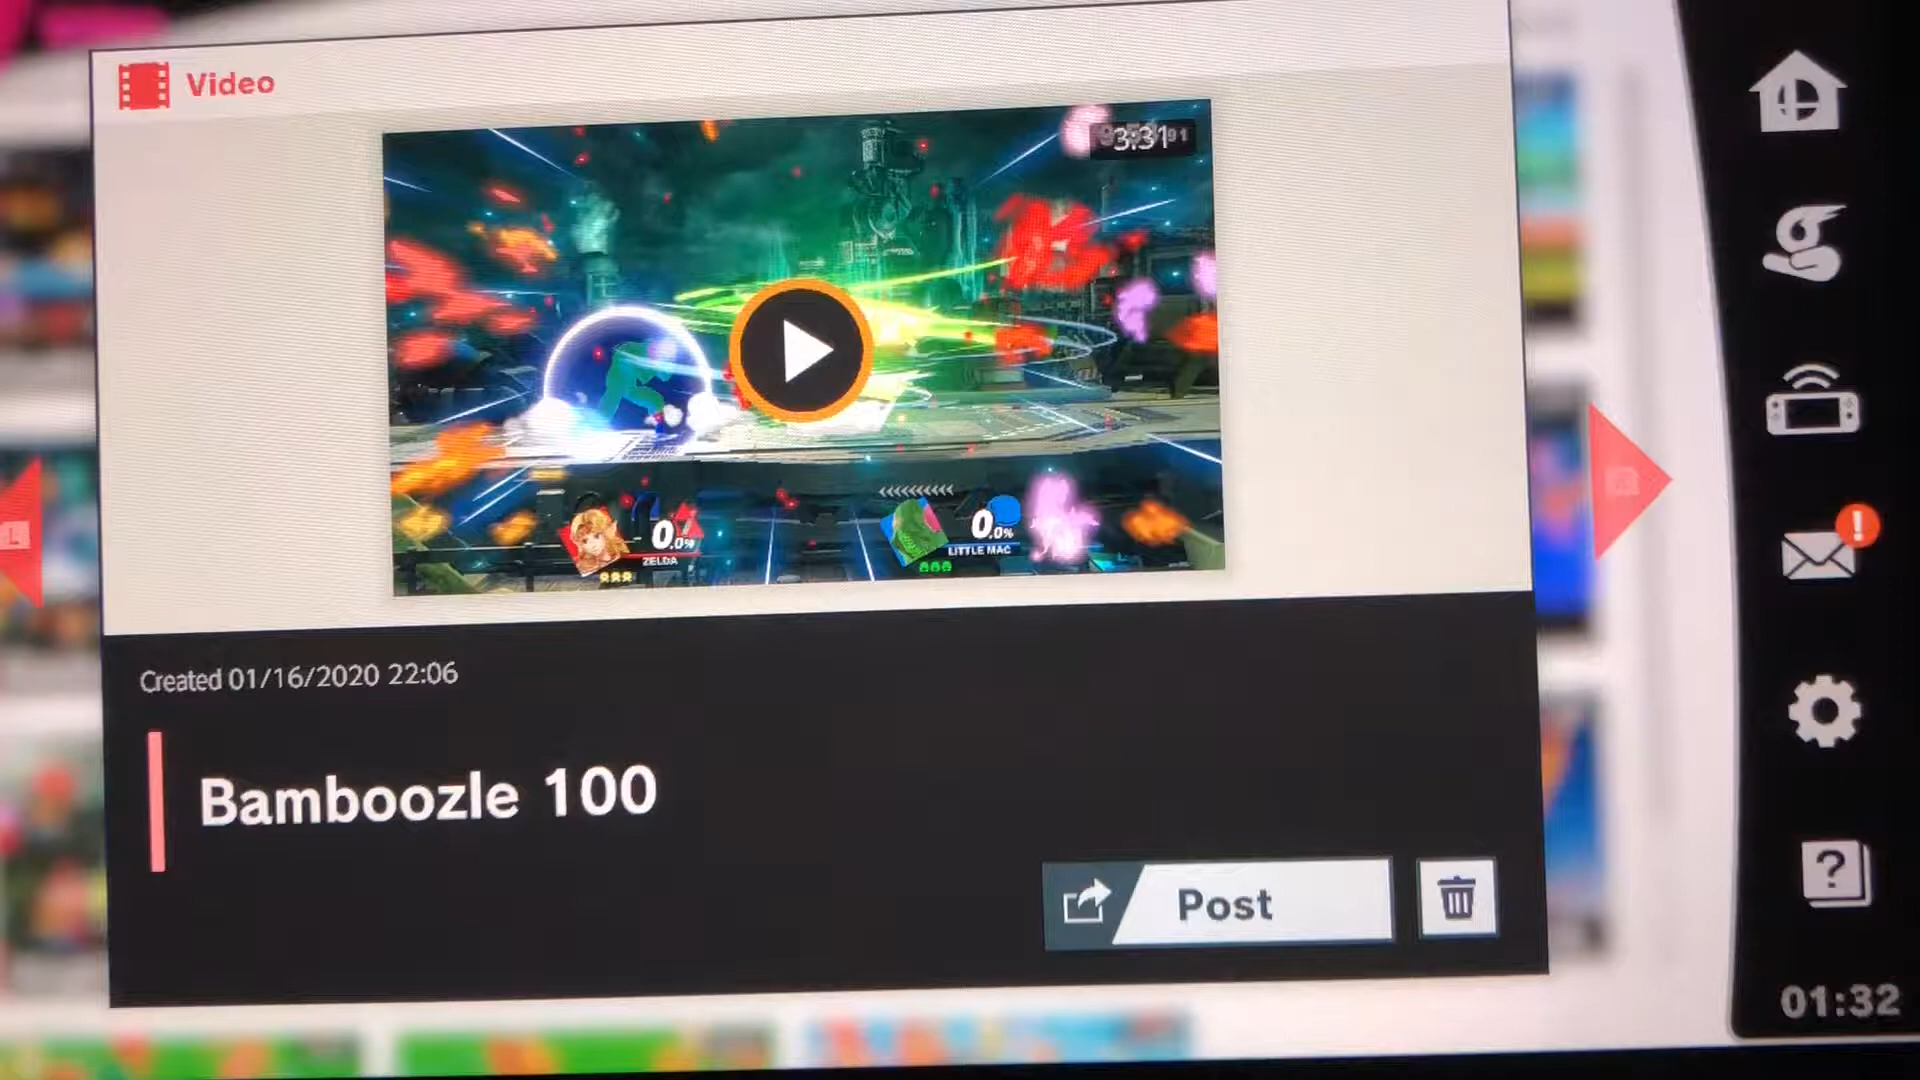 Video
3:31 91
0.0%
ZELDA
0.0%
LITTLE MAC
L
Created 01/16/2020 22:06
Bamboozle 100
Post
!
?
01:32